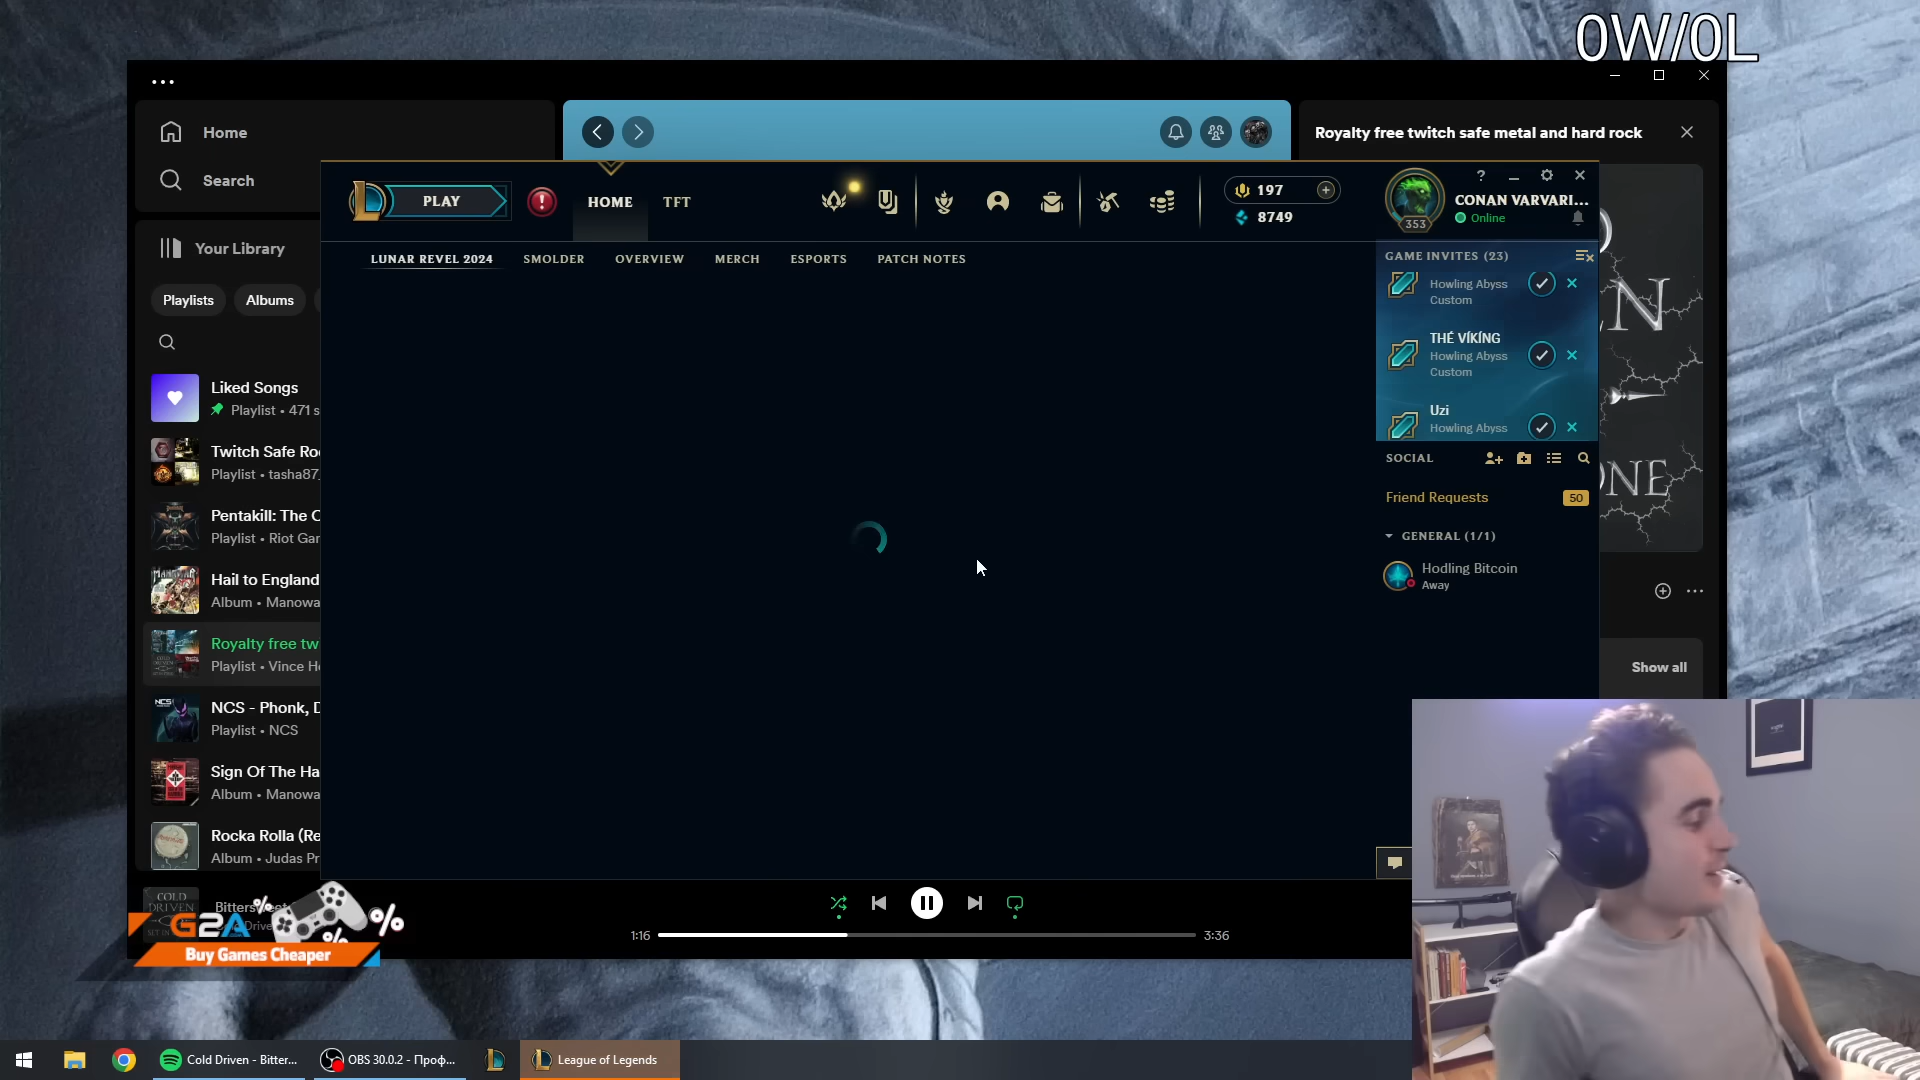 0W/0L
Home
Search
Your Library
Playlists
Albums
Liked Songs
Playlist • 471 s
Twitch Safe Ro
Playlist • tasha87_
Pentakill: The C
Playlist • Riot Gar
Hail to England
Album • Manowa
Royalty free tw
Playlist • Vince H
NCS
NCS - Phonk, D
Playlist • NCS
Sign Of The Ha
Album • Manowa
Rocka Rolla (Re
Album • Judas Pr
COLD
DRIVEN
G2A
Buy Games Cheaper
Royalty free twitch safe metal and hard rock
Show all
PLAY
HOME
TFT
197
8749
353
?
CONAN VARVARI...
Online
LUNAR REVEL 2024
SMOLDER
OVERVIEW
MERCH
ESPORTS
PATCH NOTES
GAME INVITES (23)
Howling Abyss
Custom
THÉ VÍKÍNG
Howling Abyss
Custom
Uzi
Howling Abyss
SOCIAL
Friend Requests
50
GENERAL (1/1)
Hodling Bitcoin
Away
1:16
3:36
Cold Driven - Bitter...
OBS 30.0.2 - Проф...
League of Legends